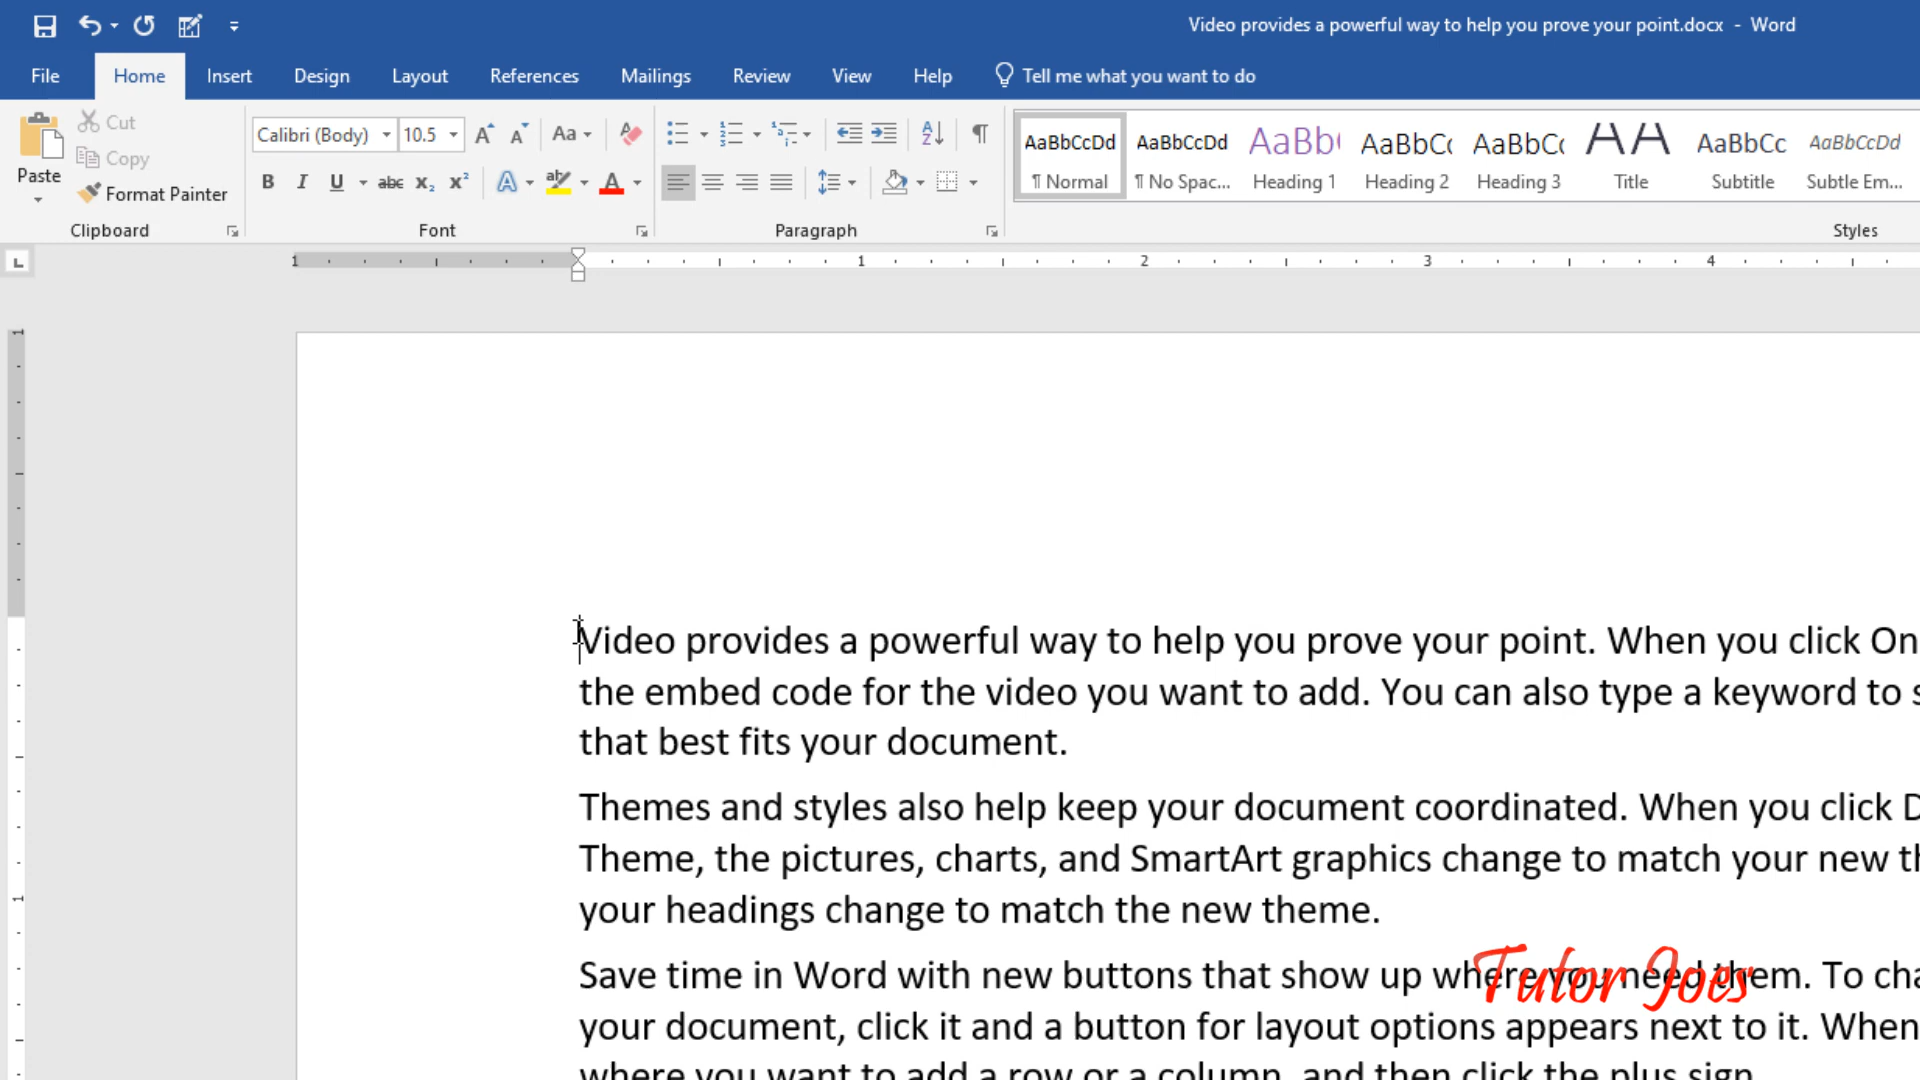 Video provides a powerful way to help you prove your point.docx - Word
File Home Insert Design Layout References Mailings Review View Help Tell me what you want to do
Paste
Cut
Copy
Format Painter
Clipboard
Calibri (Body) 10.5 Aa
B I U abc x₂ x² A A
Font
Paragraph
AaBbCcDd AaBbCcDd AaBb AaBbCc AaBbCc AA AaBbCc AaBbCcDd
¶ Normal ¶ No Spac... Heading 1 Heading 2 Heading 3 Title Subtitle Subtle Em...
Styles
1 1 2 3 4
Video provides a powerful way to help you prove your point. When you click On
the embed code for the video you want to add. You can also type a keyword to s
that best fits your document.
Themes and styles also help keep your document coordinated. When you click D
Theme, the pictures, charts, and SmartArt graphics change to match your new th
your headings change to match the new theme.
Save time in Word with new buttons that show up where you need them. To cha
Tutor Joes
your document, click it and a button for layout options appears next to it. When
where you want to add a row or a column, and then click the plus sign.